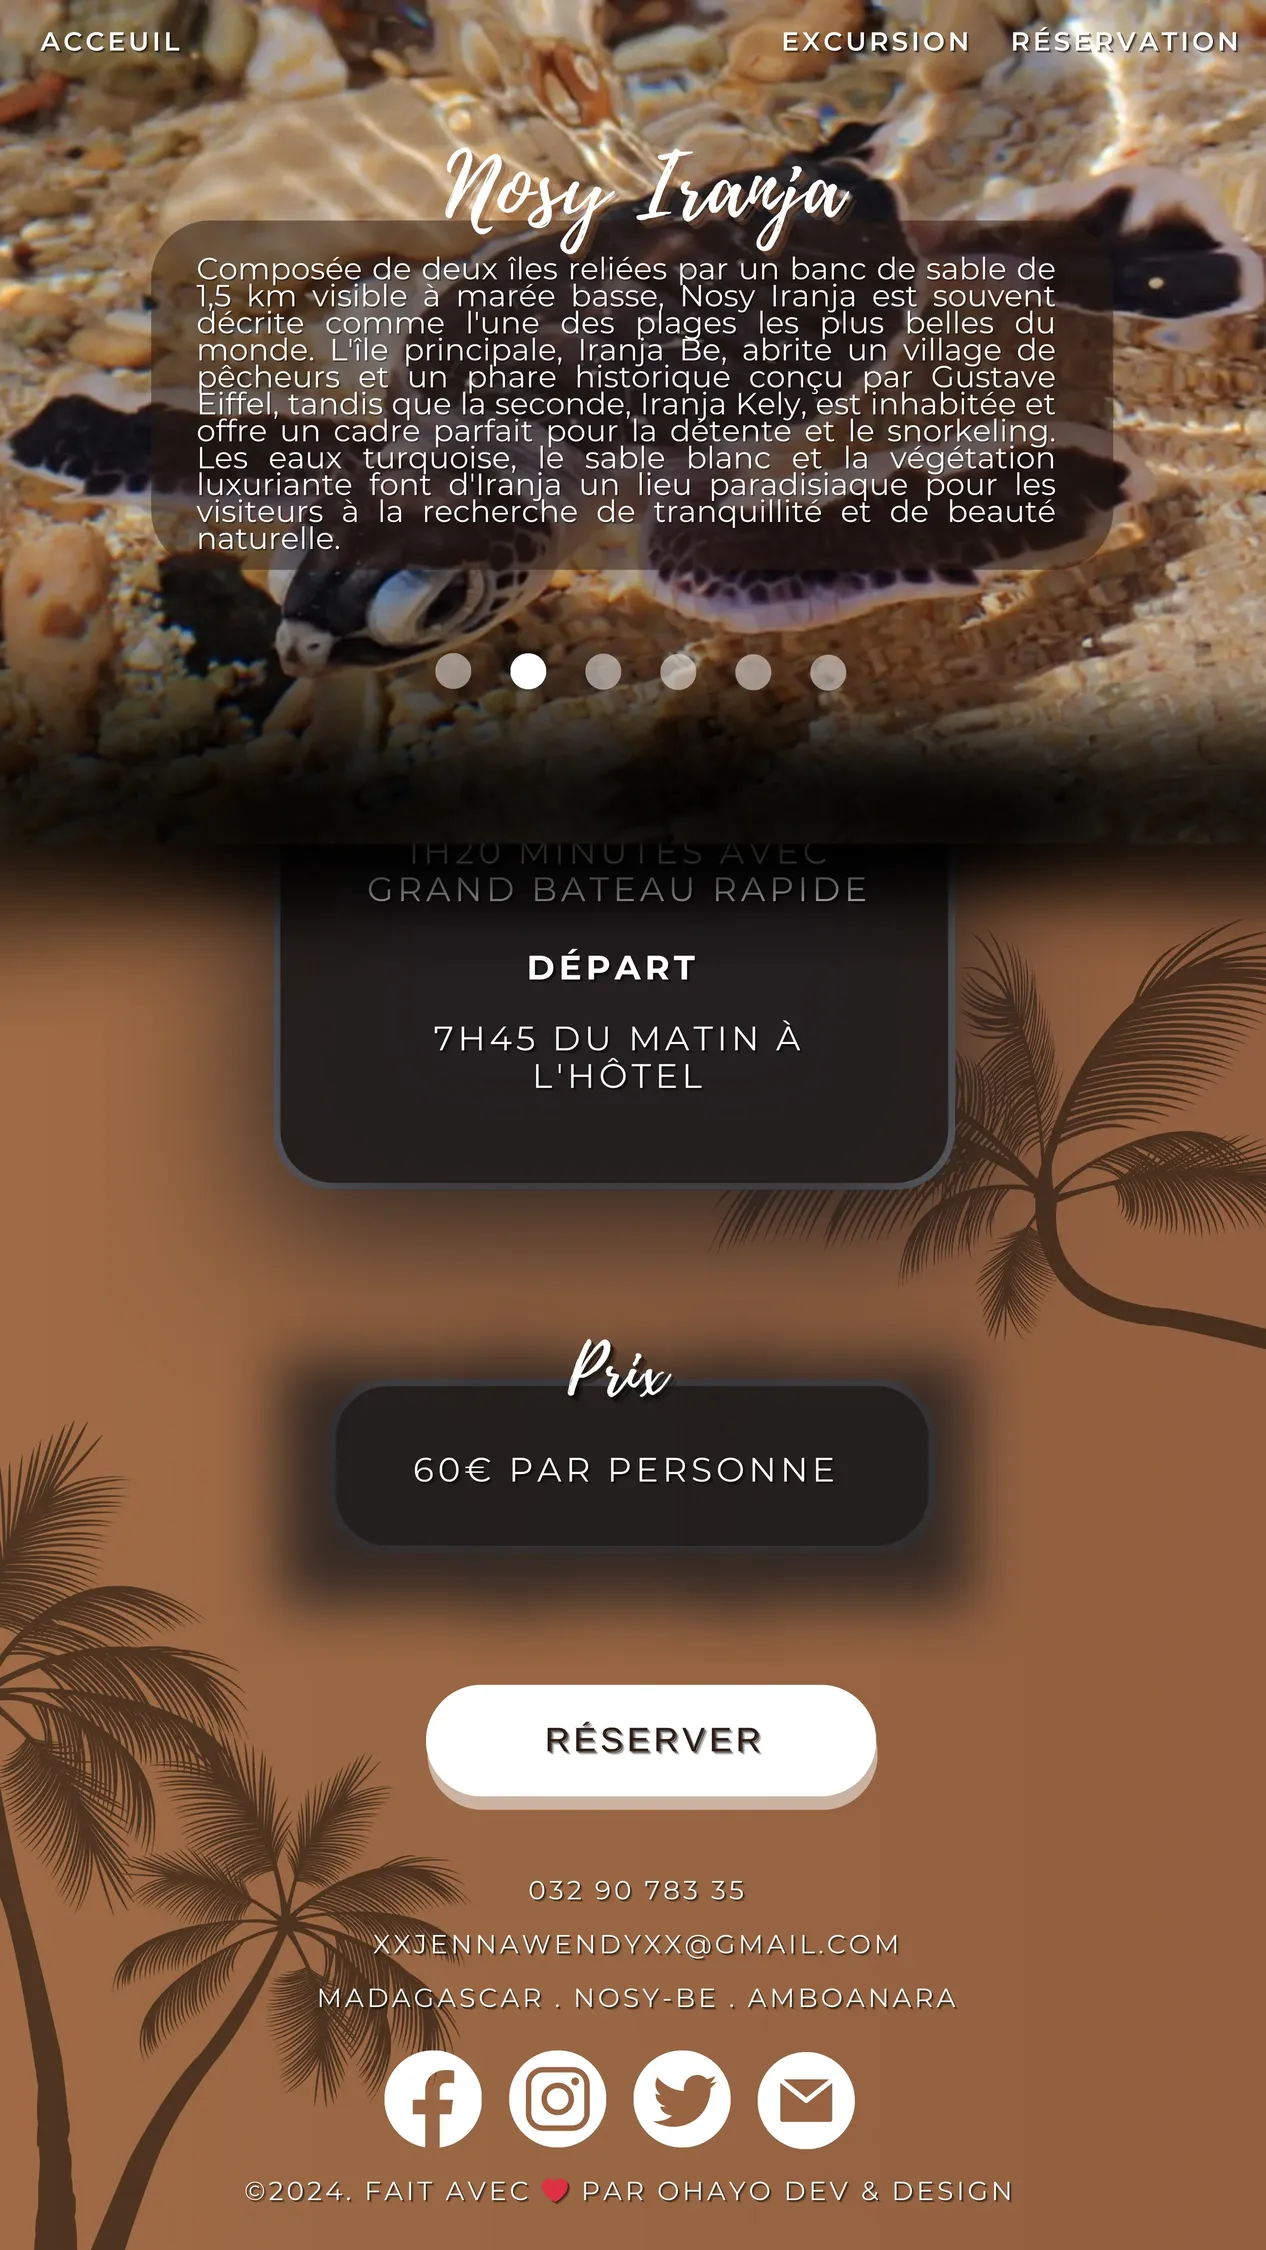 ACCEUIL
EXCURSION
RÉSERVATION
Nosy Iranja
Composée de deux îles reliées par un banc de sable de
1,5 km visible à marée basse, Nosy Iranja est souvent
décrite comme l'une des plages les plus belles du
monde. L'île principale, Iranja Be, abrite un village de
pêcheurs et un phare historique conçu par Gustave
Eiffel, tandis que la seconde, Iranja Kely, est inhabitée et
offre un cadre parfait pour la détente et le snorkeling.
Les eaux turquoise, le sable blanc et la végétation
luxuriante font d'Iranja un lieu paradisiaque pour les
visiteurs à la recherche de tranquillité et de beauté
naturelle.
1H20 MINUTES AVEC
GRAND BATEAU RAPIDE
DÉPART
7H45 DU MATIN À
L'HÔTEL
Prix
60€ PAR PERSONNE
RÉSERVER
032 90 783 35
XXJENNAWENDYXX@GMAIL.COM
MADAGASCAR . NOSY-BE . AMBOANARA
©2024. FAIT AVEC ❤ PAR OHAYO DEV & DESIGN